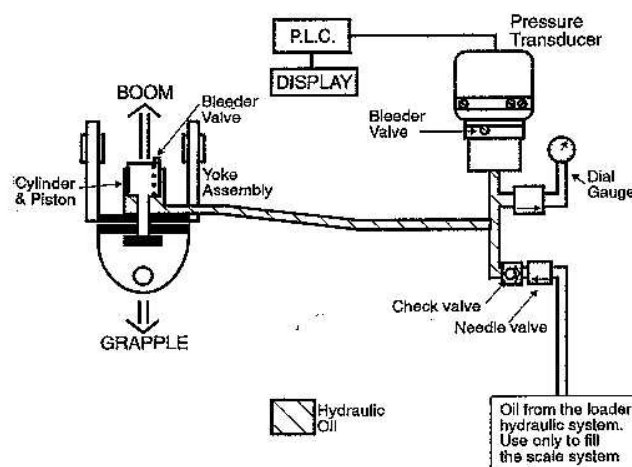 P.L.C.
DISPLAY
Pressure
Transducer
BOOM
Bleeder
Valve
Bleeder
Valve
Cylinder
& Piston
Yoke
Assembly
Dial
Gauge
Check valve
Needle valve
GRAPPLE
Hydraulic
Oil
Oil from the loader
hydraulic system.
Use only to fill
the scale system